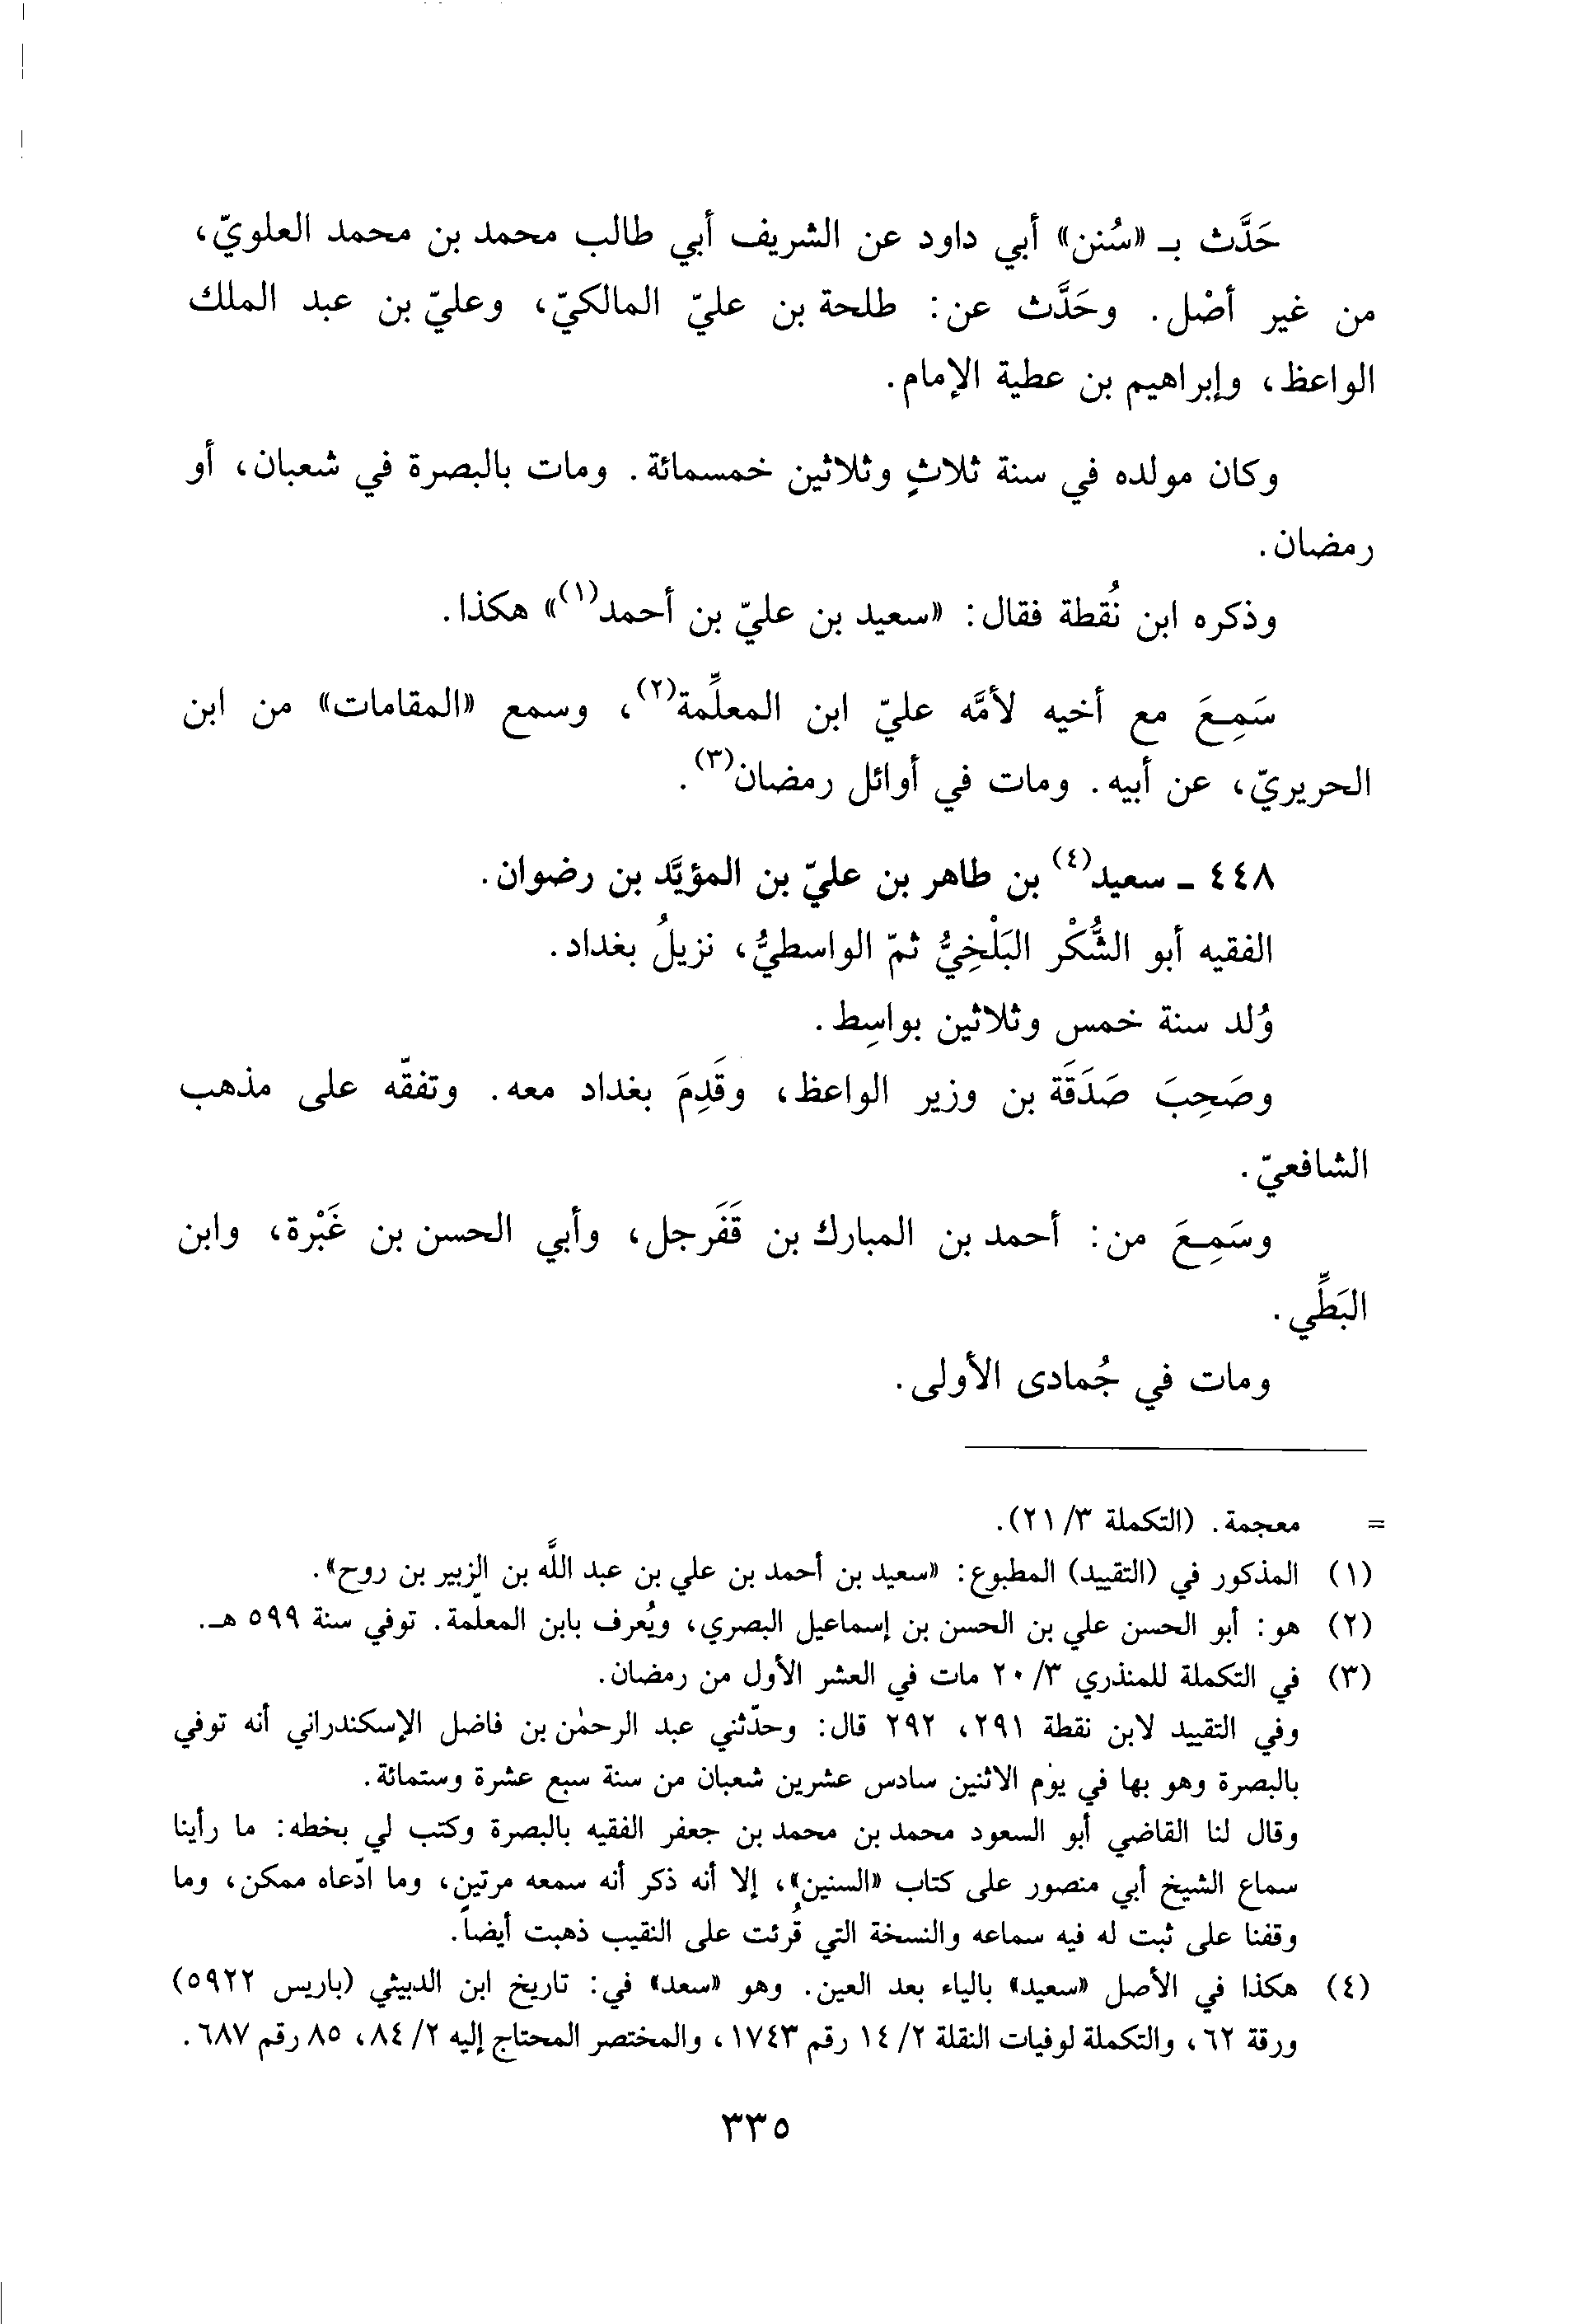 حَدَّث بـ «سُنن» أبي داود عن الشريف أبي طالب محمد بن محمد العلويّ،
من غير أصْل. وحَدَّث عن: طلحة بن عليّ المالكيّ، وعليّ بن عبد الملك
الواعظ، وإبراهيم بن عطية الإمام.
وكان مولده في سنة ثلاثٍ وثلاثين خمسمائة. ومات بالبصرة في شعبان، أو
رمضان.
وذكره ابن نُقطة فقال: «سعيد بن عليّ بن أحمد(١)» هكذا.
سَمِعَ مع أخيه لأمَّه عليّ ابن المعلِّمة(٢)، وسمع «المقامات» من ابن
الحريريّ، عن أبيه. ومات في أوائل رمضان(٣).
٤٤٨ ـ سعيد(٤) بن طاهر بن عليّ بن المؤيَّد بن رضوان.
الفقيه أبو الشُّكْر البَلْخِيُّ ثمّ الواسطيُّ، نزيلُ بغداد.
وُلد سنة خمس وثلاثين بواسِط.
وصَحِبَ صَدَقَة بن وزير الواعظ، وقَدِمَ بغداد معه. وتفقّه على مذهب
الشافعيّ.
وسَمِعَ من: أحمد بن المبارك بن قَفَرجل، وأبي الحسن بن غَبْرة، وابن
البَطِّي.
ومات في جُمادى الأولى.
= معجمة. (التكملة ٣/ ٢١).
(١) المذكور في (التقييد) المطبوع: «سعيد بن أحمد بن علي بن عبد اللَّه بن الزبير بن روح».
(٢) هو: أبو الحسن علي بن الحسن بن إسماعيل البصري، ويُعرف بابن المعلّمة. توفي سنة ٥٩٩ هـ.
(٣) في التكملة للمنذري ٣/ ٢٠ مات في العشر الأول من رمضان.
وفي التقييد لابن نقطة ٢٩١، ٢٩٢ قال: وحدّثني عبد الرحمٰن بن فاضل الإسكندراني أنه توفي
بالبصرة وهو بها في يوم الاثنين سادس عشرين شعبان من سنة سبع عشرة وستمائة.
وقال لنا القاضي أبو السعود محمد بن محمد بن جعفر الفقيه بالبصرة وكتب لي بخطه: ما رأينا
سماع الشيخ أبي منصور على كتاب «السنين»، إلا أنه ذكر أنه سمعه مرتين، وما ادّعاه ممكن، وما
وقفنا على ثبت له فيه سماعه والنسخة التي قُرئت على النقيب ذهبت أيضاً.
(٤) هكذا في الأصل «سعيد» بالياء بعد العين. وهو «سعد» في: تاريخ ابن الدبيثي (باريس ٥٩٢٢)
ورقة ٦٢، والتكملة لوفيات النقلة ٢/ ١٤ رقم ١٧٤٣، والمختصر المحتاج إليه ٢/ ٨٤، ٨٥ رقم ٦٨٧.
٣٣٥